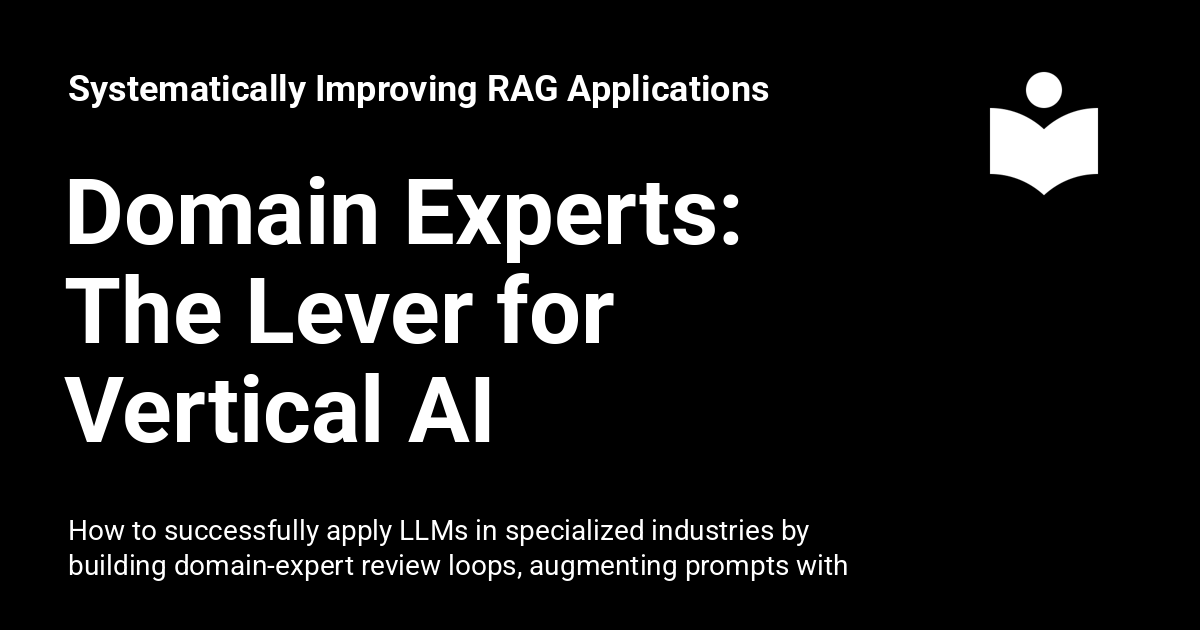 Systematically Improving RAG Applications
Domain Experts:
The Lever for
Vertical AI
How to successfully apply LLMs in specialized industries by
building domain-expert review loops, augmenting prompts with